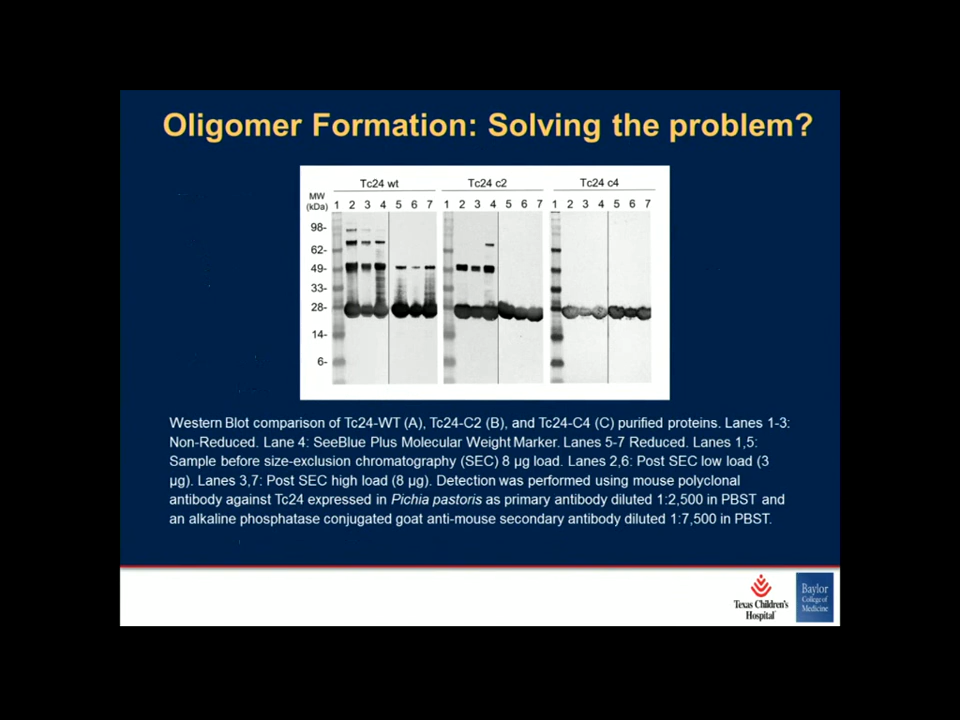 Oligomer Formation: Solving the problem?
Tc24 wt Tc24 c2 Tc24 c4
MW
(kDa) 1 2 3 4 5 6 7 1 2 3 4 5 6 7 1 2 3 4 5 6 7
98-
62-
49-
33-
28-
14-
6-
Western Blot comparison of Tc24-WT (A), Tc24-C2 (B), and Tc24-C4 (C) purified proteins. Lanes 1-3:
Non-Reduced. Lane 4: SeeBlue Plus Molecular Weight Marker. Lanes 5-7 Reduced. Lanes 1,5:
Sample before size-exclusion chromatography (SEC) 8 µg load. Lanes 2,6: Post SEC low load (3
µg). Lanes 3,7: Post SEC high load (8 µg). Detection was performed using mouse polyclonal
antibody against Tc24 expressed in Pichia pastoris as primary antibody diluted 1:2,500 in PBST and
an alkaline phosphatase conjugated goat anti-mouse secondary antibody diluted 1:7,500 in PBST.
Texas Children's
Hospital
Baylor
College of
Medicine